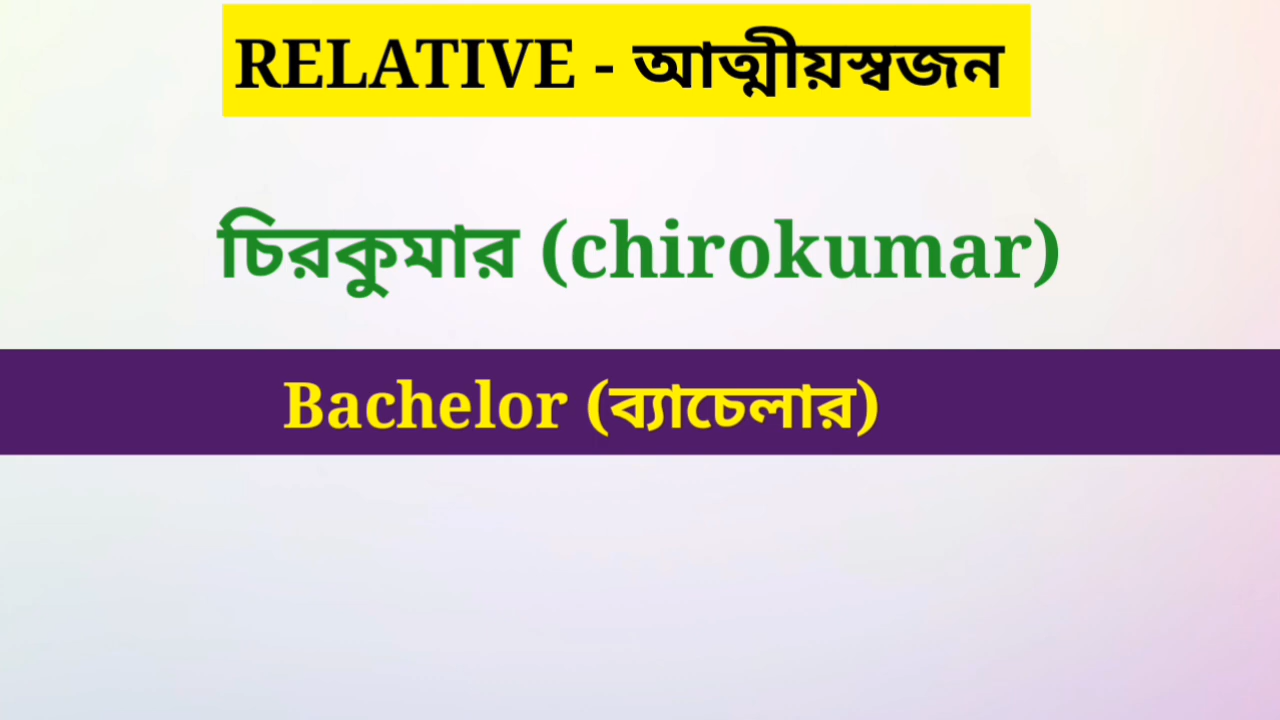 RELATIVE - আত্মীয়স্বজন
চিরকুমার (chirokumar)
Bachelor (ব্যাচেলার)